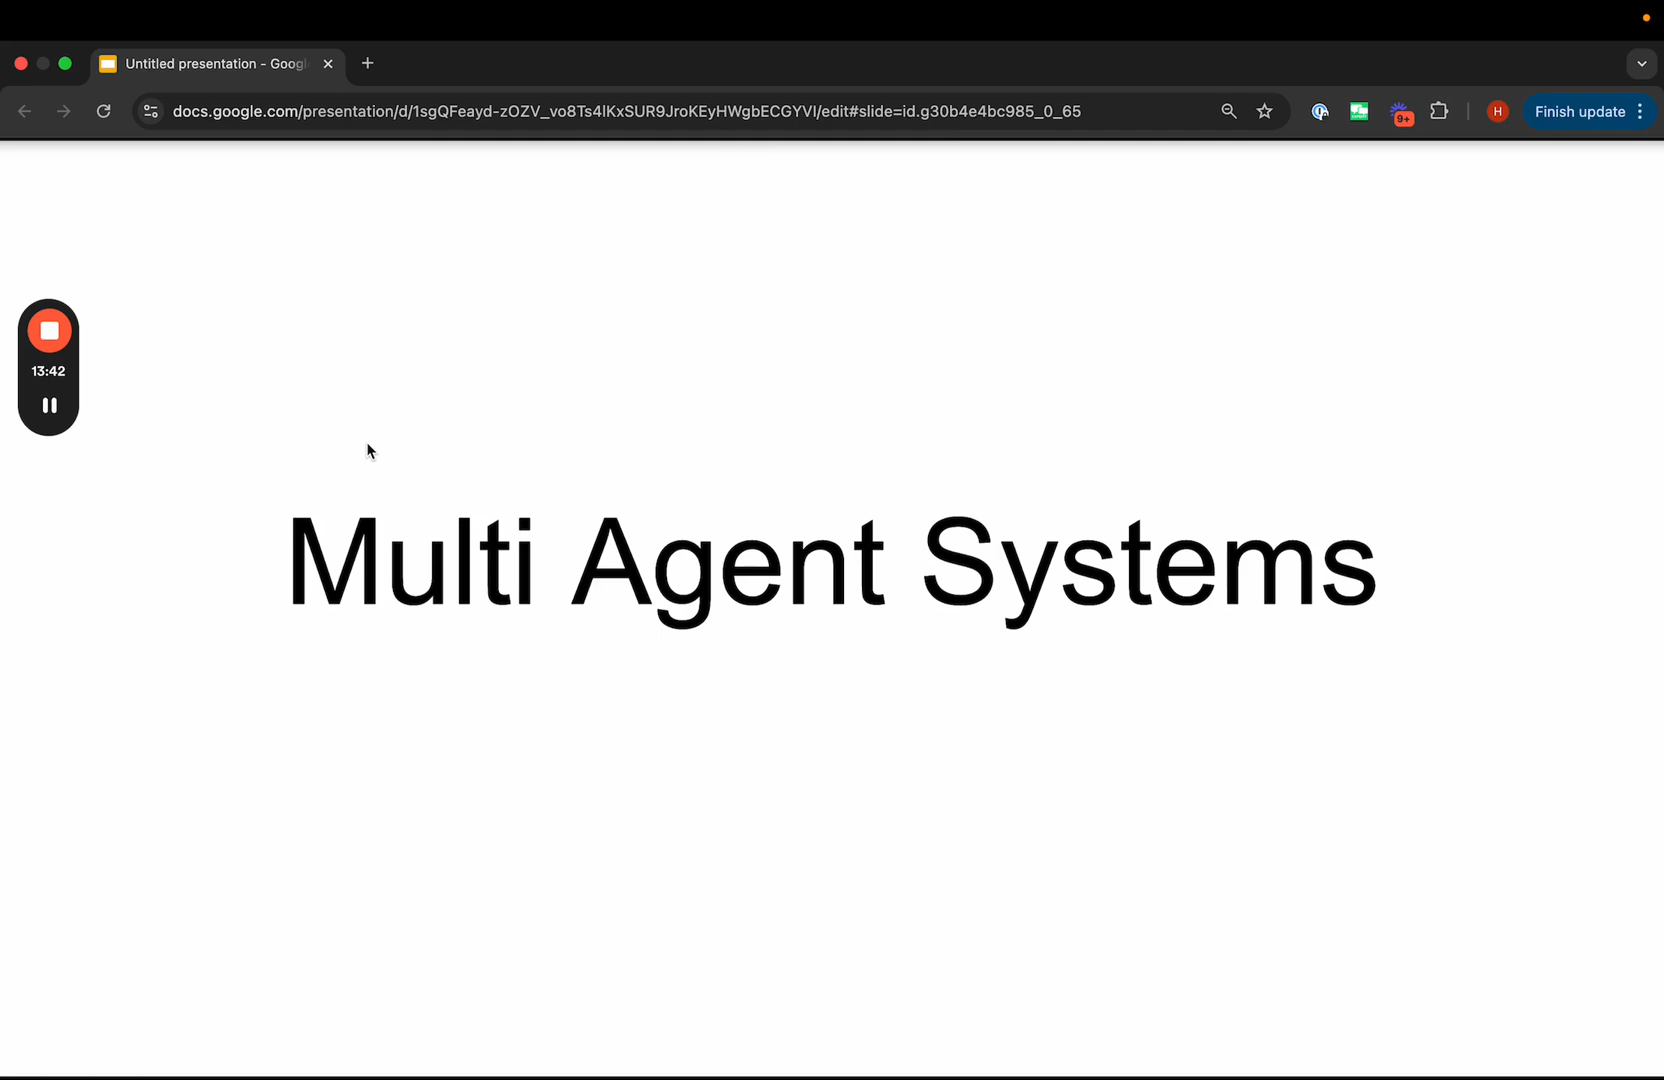 Untitled presentation - Googl
docs.google.com/presentation/d/1sgQFeayd-zOZV_vo8Ts4lKxSUR9JroKEyHWgbECGYVI/edit#slide=id.g30b4e4bc985_0_65
9+
H
Finish update
13:42
Multi Agent Systems